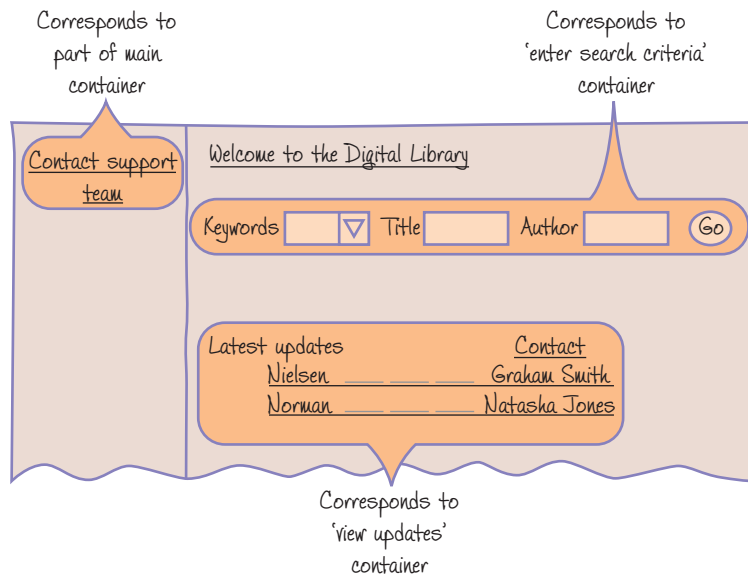 Corresponds to
part of main
container
Corresponds to
'enter search criteria'
container
Contact support
team
Welcome to the Digital Library
Keywords Title Author Go
Latest updates Contact
Nielsen Graham Smith
Norman Natasha Jones
Corresponds to
'view updates'
container